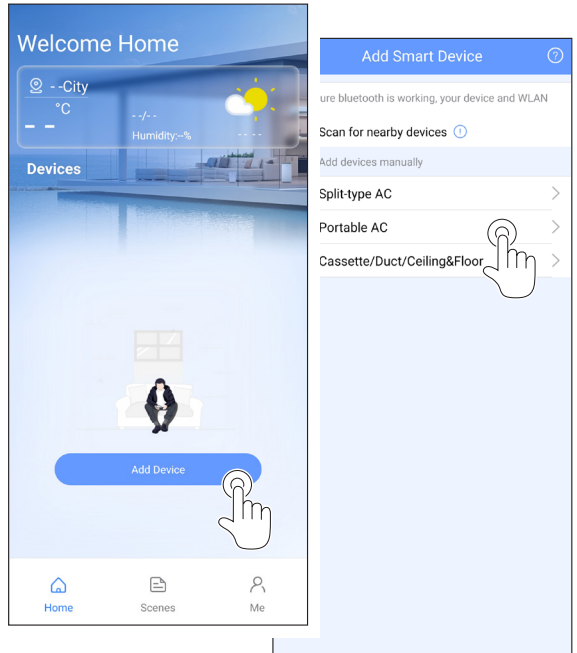 Welcome Home
--City
°C
-- --/--
Humidity:--% -- --
Devices
Add Device
Home Scenes Me
Add Smart Device
ure bluetooth is working, your device and WLAN
Scan for nearby devices
Add devices manually
Split-type AC
Portable AC
Cassette/Duct/Ceiling&Floor